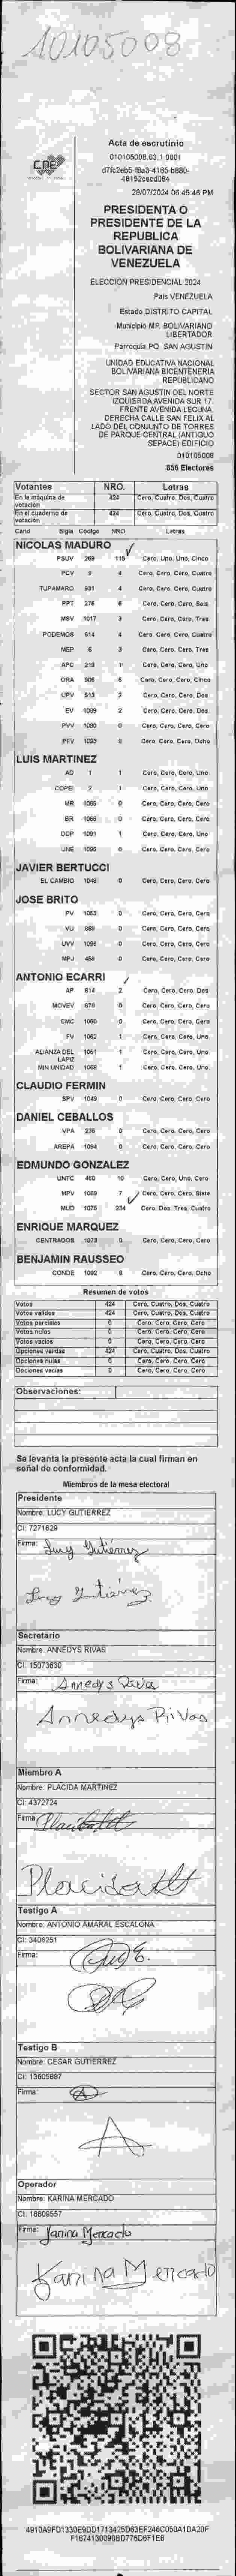 10105008
CNE
Acta de escrutinio
010105008.03.1.0001
d7fc2eb5-f8a3-4165-b880-
48152cecd084
28/07/2024 06:45:46 PM
PRESIDENTA O
PRESIDENTE DE LA
REPUBLICA
BOLIVARIANA DE
VENEZUELA
ELECCIÓN PRESIDENCIAL 2024
País VENEZUELA
Estado DISTRITO CAPITAL
Municipio MP. BOLIVARIANO
LIBERTADOR
Parroquia PQ. SAN AGUSTIN
UNIDAD EDUCATIVA NACIONAL
BOLIVARIANA BICENTENERIA
REPUBLICANO
SECTOR SAN AGUSTIN DEL NORTE
IZQUIERDA AVENIDA SUR 17.
FRENTE AVENIDA LECUNA.
DERECHA CALLE SAN FELIX AL
LADO DEL CONJUNTO DE TORRES
DE PARQUE CENTRAL (ANTIGUO
SEPACE) EDIFICIO
010105008
856 Electores
Votantes NRO. Letras
En la máquina de votación 424 Cero, Cuatro, Dos, Cuatro
En el cuaderno de votación 424 Cero, Cuatro, Dos, Cuatro
Cand Sigla Código NRO. Letras
NICOLAS MADURO
PSUV 269 115 Cero, Uno, Uno, Cinco
PCV 9 4 Cero, Cero, Cero, Cuatro
TUPAMARO 931 4 Cero, Cero, Cero, Cuatro
PPT 276 6 Cero, Cero, Cero, Seis
MSV 1017 3 Cero, Cero, Cero, Tres
PODEMOS 614 4 Cero, Cero, Cero, Cuatro
MEP 6 3 Cero, Cero, Cero, Tres
APC 218 1 Cero, Cero, Cero, Uno
ORA 906 5 Cero, Cero, Cero, Cinco
UPV 513 2 Cero, Cero, Cero, Dos
EV 1069 2 Cero, Cero, Cero, Dos
PVV 1080 0 Cero, Cero, Cero, Cero
PFV 1093 8 Cero, Cero, Cero, Ocho
LUIS MARTINEZ
AD 1 1 Cero, Cero, Cero, Uno
COPEI 2 1 Cero, Cero, Cero, Uno
MR 1065 0 Cero, Cero, Cero, Cero
BR 1066 0 Cero, Cero, Cero, Cero
DDP 1091 1 Cero, Cero, Cero, Uno
UNE 1095 0 Cero, Cero, Cero, Cero
JAVIER BERTUCCI
EL CAMBIO 1048 0 Cero, Cero, Cero, Cero
JOSE BRITO
PV 1053 0 Cero, Cero, Cero, Cero
VU 988 0 Cero, Cero, Cero, Cero
UVV 1096 0 Cero, Cero, Cero, Cero
MPJ 458 0 Cero, Cero, Cero, Cero
ANTONIO ECARRI
AP 814 2 Cero, Cero, Cero, Dos
MOVEV 870 0 Cero, Cero, Cero, Cero
CMC 1060 0 Cero, Cero, Cero, Cero
FV 1062 1 Cero, Cero, Cero, Uno
ALIANZA DEL LAPIZ 1061 1 Cero, Cero, Cero, Uno
MIN UNIDAD 1068 1 Cero, Cero, Cero, Uno
CLAUDIO FERMIN
SPV 1049 0 Cero, Cero, Cero, Cero
DANIEL CEBALLOS
VPA 236 0 Cero, Cero, Cero, Cero
AREPA 1094 0 Cero, Cero, Cero, Cero
EDMUNDO GONZALEZ
UNTC 460 10 Cero, Cero, Uno, Cero
MPV 1069 7 Cero, Cero, Cero, Siete
MUD 1075 234 Cero, Dos, Tres, Cuatro
ENRIQUE MARQUEZ
CENTRADOS 1073 0 Cero, Cero, Cero, Cero
BENJAMIN RAUSSEO
CONDE 1092 8 Cero, Cero, Cero, Ocho
Resumen de votos
Votos 424 Cero, Cuatro, Dos, Cuatro
Votos validos 424 Cero, Cuatro, Dos, Cuatro
Votos parciales 0 Cero, Cero, Cero, Cero
Votos nulos 0 Cero, Cero, Cero, Cero
Votos vacios 0 Cero, Cero, Cero, Cero
Opciones validas 424 Cero, Cuatro, Dos, Cuatro
Opciones nulas 0 Cero, Cero, Cero, Cero
Opciones vacias 0 Cero, Cero, Cero, Cero
Observaciones:
Se levanta la presente acta la cual firman en
señal de conformidad.
Miembros de la mesa electoral
Presidente
Nombre: LUCY GUTIERREZ
CI: 7271629
Firma: Lucy Gutiérrez
Lucy Gutiérrez
Secretario
Nombre: ANNEDYS RIVAS
CI: 15073630
Firma: Annedys Rivas
Annedys Rivas
Miembro A
Nombre: PLACIDA MARTINEZ
CI: 4372724
Firma:
Testigo A
Nombre: ANTONIO AMARAL ESCALONA
CI: 3406251
Firma:
Testigo B
Nombre: CESAR GUTIERREZ
CI: 13605887
Firma:
Operador
Nombre: KARINA MERCADO
CI: 18809557
Firma: Karina Mercado
Karina Mercado
4910A9FD1330E9DD1713425D63EF246C050A1DA20F
F1674130090BD776D6F1E6